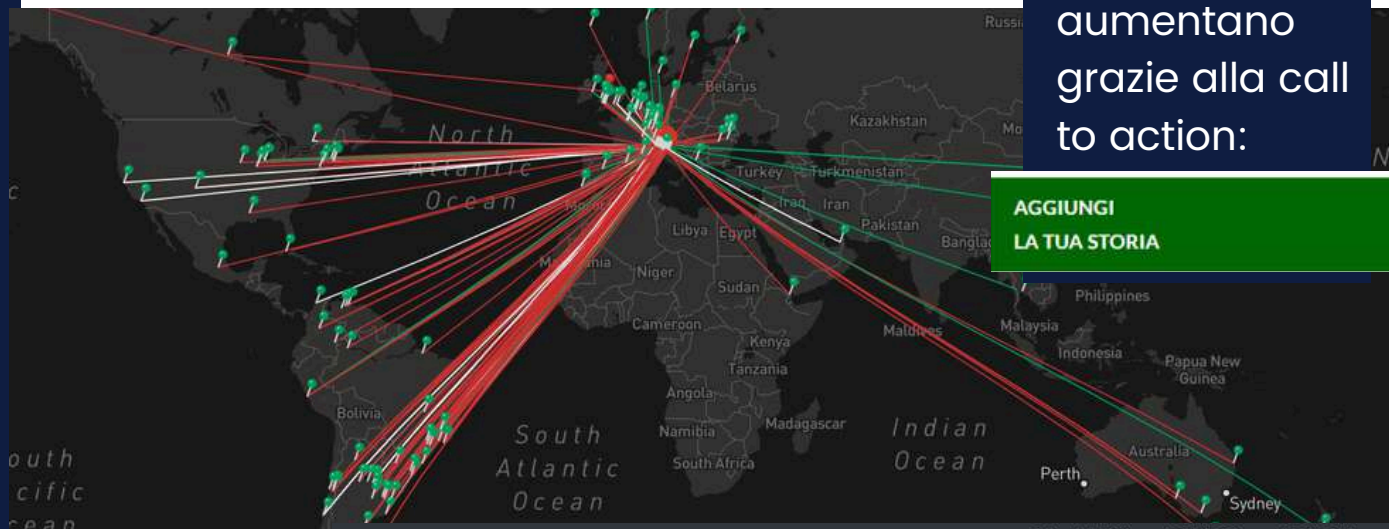 aumentano
grazie alla call
to action:
AGGIUNGI
LA TUA STORIA
Belarus
Kazakhstan
North
Atlantic
Ocean
Turkey
Turkmenistan
Iraq
Iran
Pakistan
Libya
Egypt
Niger
Sudan
Philippines
Cameroon
Maldives
Malaysia
Kenya
Indonesia
Papua New
Guinea
Tanzania
Angola
Bolivia
Madagascar
Namibia
South
Atlantic
Ocean
Indian
Ocean
Australia
South Africa
Perth
Sydney